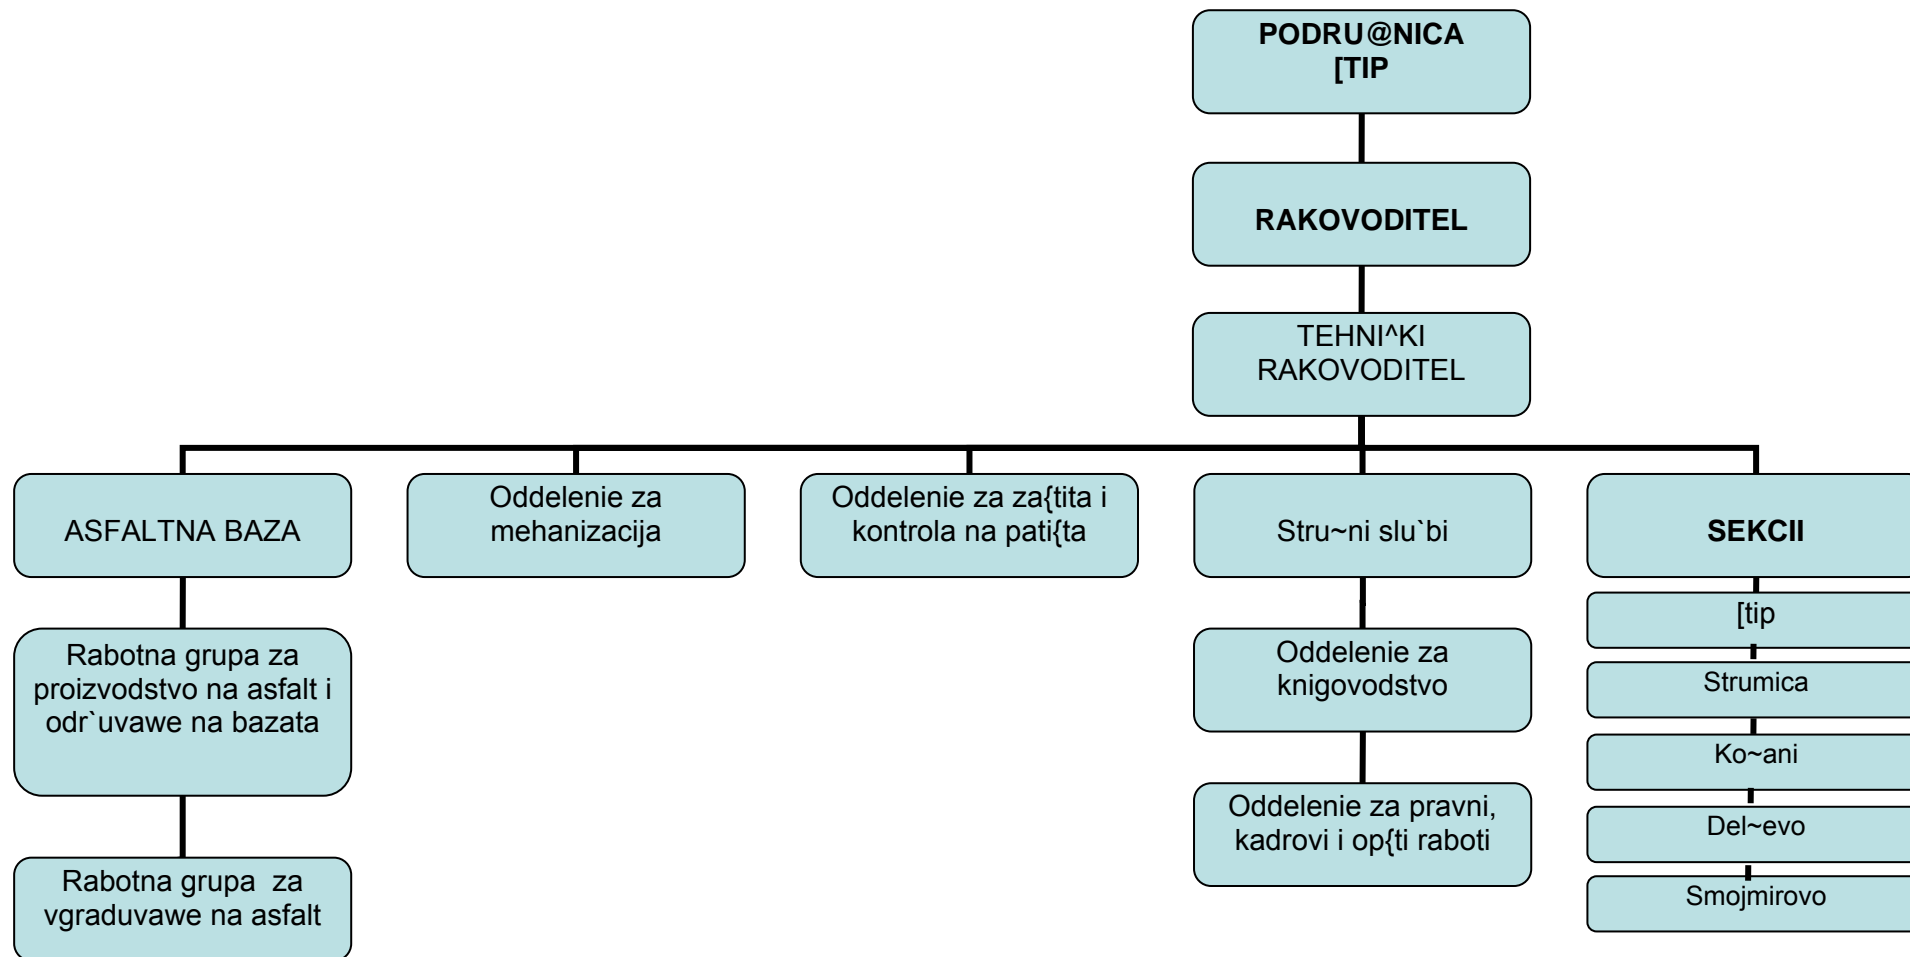 PODRU@NICA
[TIP
RAKOVODITEL
TEHNI^KI
RAKOVODITEL
ASFALTNA BAZA
Oddelenie za
mehanizacija
Oddelenie za za{tita i
kontrola na pati{ta
Stru~ni slu`bi
SEKCII
Rabotna grupa za
proizvodstvo na asfalt i
odr`uvawe na bazata
Rabotna grupa  za
vgraduvawe na asfalt
Oddelenie za
knigovodstvo
Oddelenie za pravni,
kadrovi i op{ti raboti
[tip
Strumica
Ko~ani
Del~evo
Smojmirovo